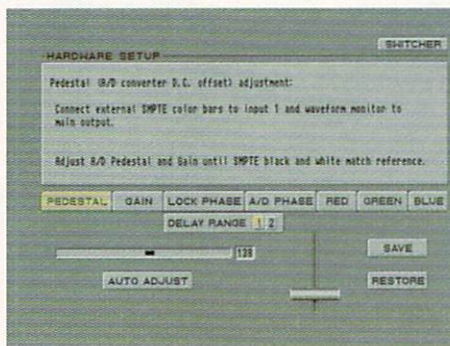 SWITCHER
HARDWARE SETUP
Pedestal (A/D converter D.C. offset) adjustment:
Connect external SMPTE color bars to input 1 and waveform monitor to
main output.
Adjust A/D Pedestal and Gain until SMPTE black and white match reference.
PEDESTAL GAIN LOCK PHASE A/D PHASE RED GREEN BLUE
DELAY RANGE 1 2
SAVE
AUTO ADJUST
RESTORE